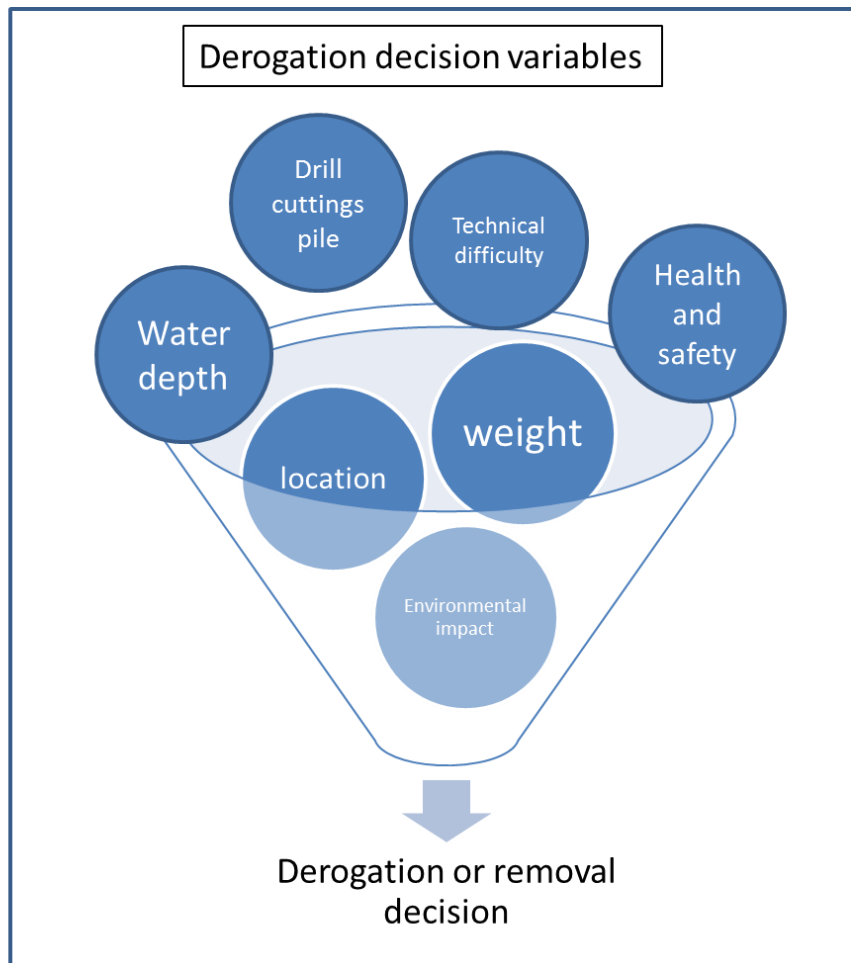 Derogation decision variables
Drill
cuttings
pile
Technical
difficulty
Health
and
safety
Water
depth
weight
location
Environmental
impact
Derogation or removal
decision